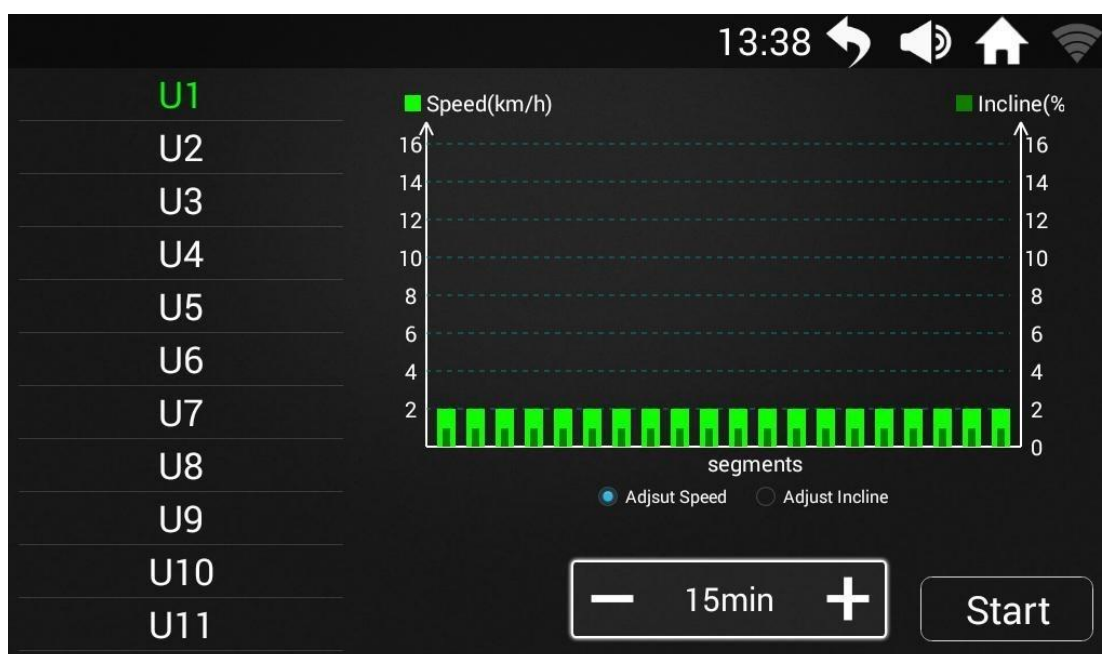 13:38
U1
U2
U3
U4
U5
U6
U7
U8
U9
U10
U11
Speed(km/h)
Incline(%
16
14
12
10
8
6
4
2
16
14
12
10
8
6
4
2
0
segments
Adjsut Speed
Adjust Incline
15min
Start